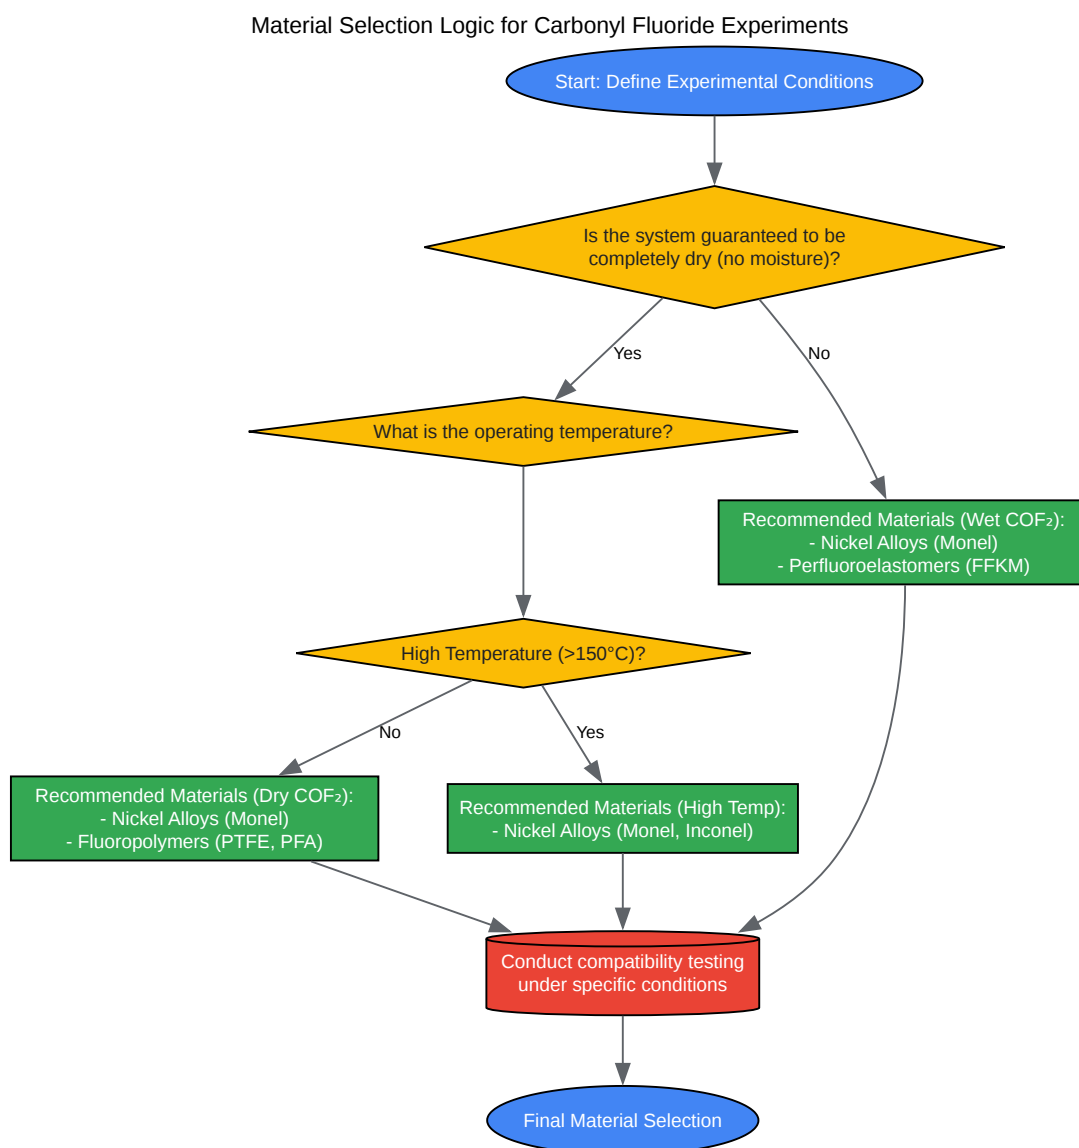 Material Selection Logic for Carbonyl Fluoride Experiments
Start: Define Experimental Conditions
Is the system guaranteed to be
completely dry (no moisture)?
Yes
No
What is the operating temperature?
Recommended Materials (Wet COF₂):
- Nickel Alloys (Monel)
- Perfluoroelastomers (FFKM)
High Temperature (>150°C)?
No
Yes
Recommended Materials (Dry COF₂):
- Nickel Alloys (Monel)
- Fluoropolymers (PTFE, PFA)
Recommended Materials (High Temp):
- Nickel Alloys (Monel, Inconel)
Conduct compatibility testing
under specific conditions
Final Material Selection